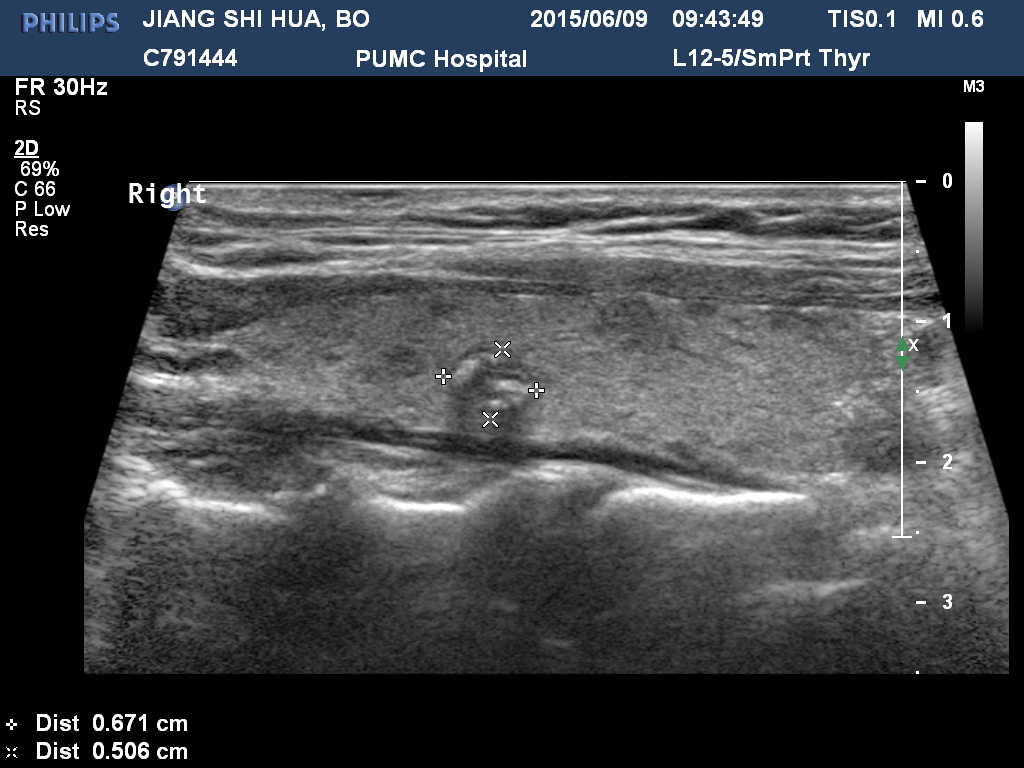 PHILIPS
JIANG SHI HUA, BO
2015/06/09 09:43:49
TIS0.1 MI 0.6
C791444
PUMC Hospital
L12-5/SmPrt Thyr
FR 30Hz
RS
M3
2D
69%
C 66
P Low
Res
Right
0
1
x
2
3
Dist 0.671 cm
Dist 0.506 cm